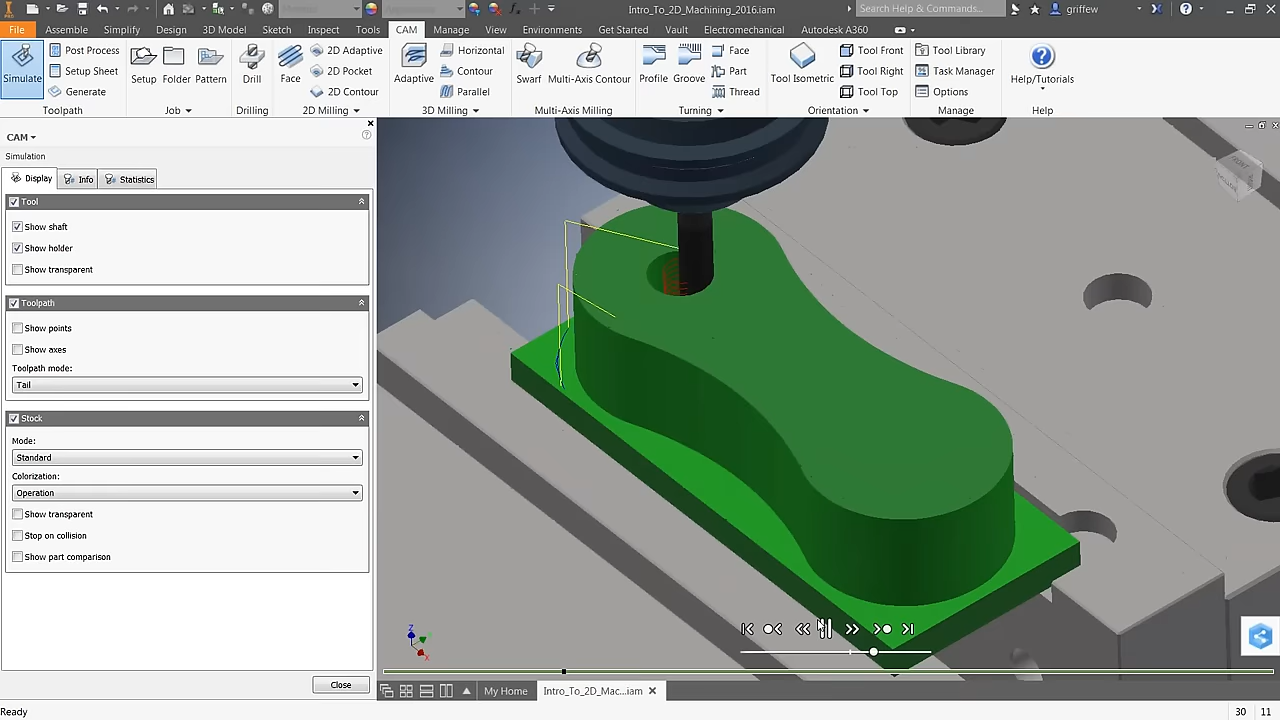 Intro_To_2D_Machining_2016.iam
Search Help & Commands...
griffew
PRO
File Assemble Simplify Design 3D Model Sketch Inspect Tools CAM Manage View Environments Get Started Vault Electromechanical Autodesk A360
Simulate
Post Process
Setup Sheet
Generate
Toolpath
Setup Folder Pattern
Job
Drill
Drilling
Face
2D Adaptive
2D Pocket
2D Contour
2D Milling
Adaptive
Horizontal
Contour
Parallel
3D Milling
Swarf Multi-Axis Contour
Multi-Axis Milling
Profile Groove
Face
Part
Thread
Turning
Tool Isometric
Tool Front
Tool Right
Tool Top
Orientation
Tool Library
Task Manager
Options
Manage
Help/Tutorials
Help
CAM
Simulation
Display Info Statistics
Tool
Show shaft
Show holder
Show transparent
Toolpath
Show points
Show axes
Toolpath mode:
Tail
Stock
Mode:
Standard
Colorization:
Operation
Show transparent
Stop on collision
Show part comparison
Close
FRONT
Z
X
My Home Intro_To_2D_Mac...iam
Ready
30 11